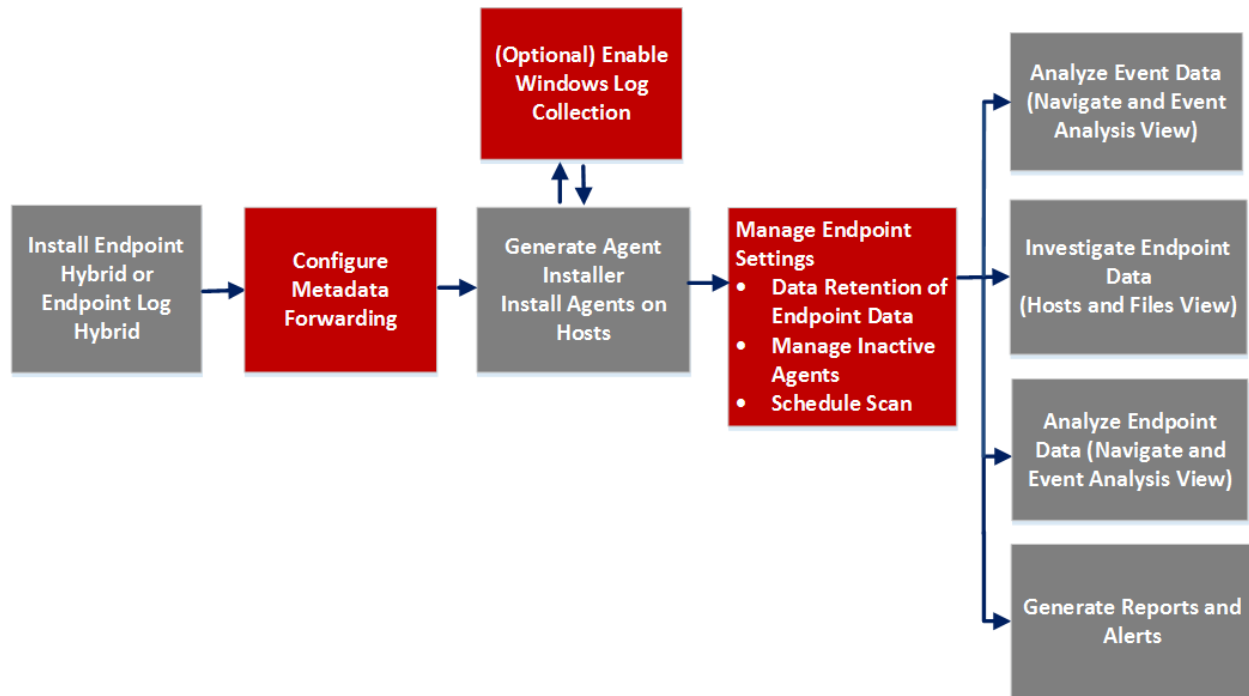 (Optional) Enable
Windows Log
Collection
Install Endpoint
Hybrid or
Endpoint Log
Hybrid
Configure
Metadada
Forwarding
Generate Agent
Installer
Install Agents on
Hosts
Manage Endpoint
Settings
• Data Retention of
Endpoint Data
• Manage Inactive
Agents
• Schedule Scan
Analyze Event Data
(Navigate and Event
Analysis View)
Investigate Endpoint
Data
(Hosts and Files View)
Analyze Endpoint
Data (Navigate and
Event Analysis View)
Generate Reports and
Alerts